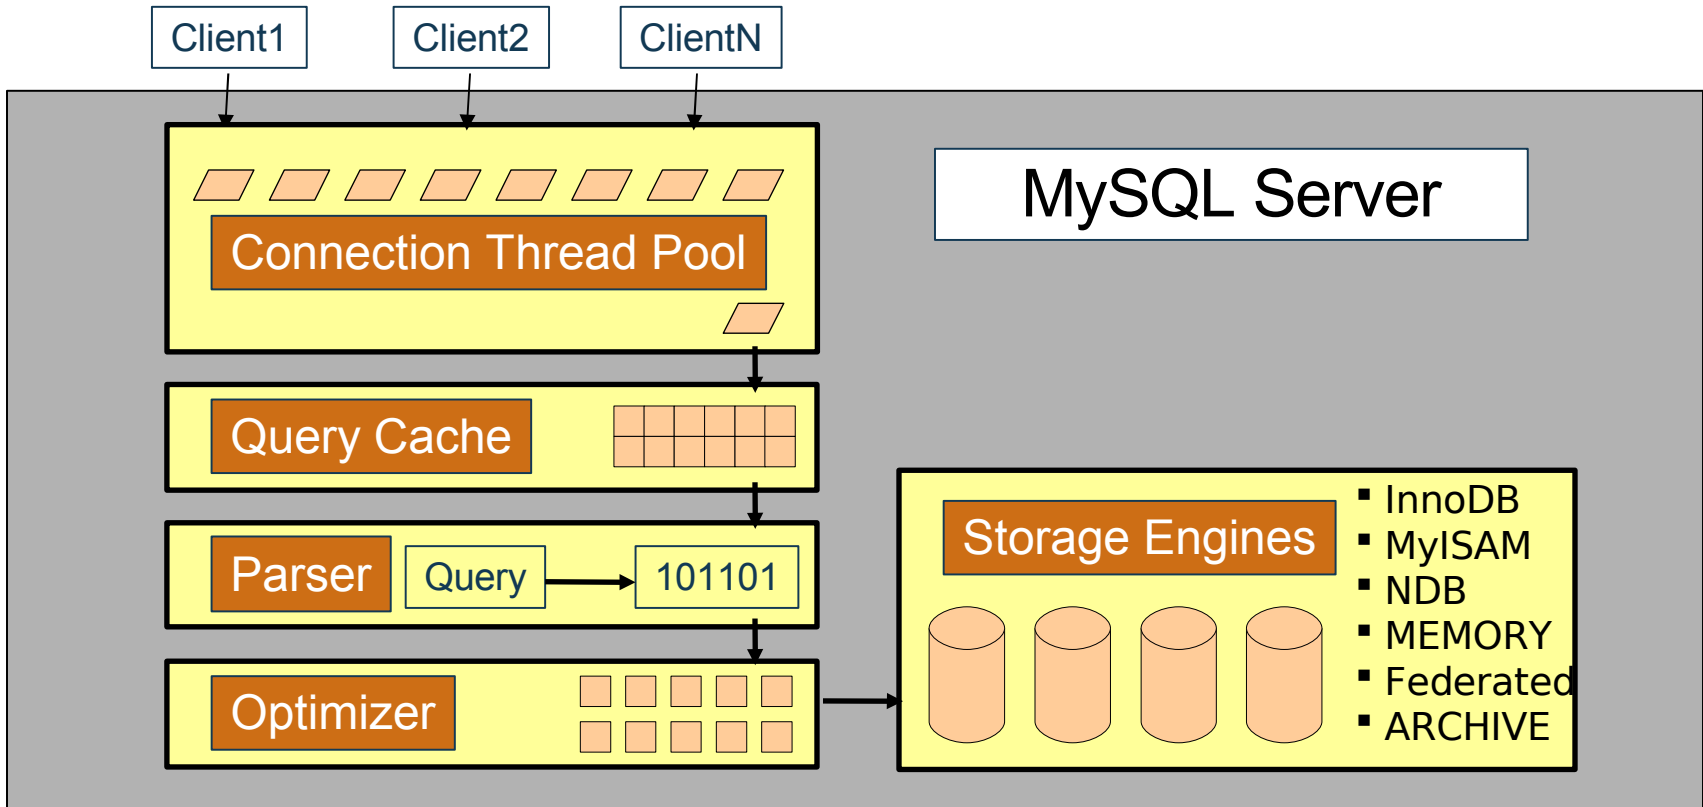 Client1
Client2
ClientN
MySQL Server
Connection Thread Pool
Query Cache
Parser
Query
101101
Optimizer
Storage Engines
▪ InnoDB
▪ MyISAM
▪ NDB
▪ MEMORY
▪ Federated
▪ ARCHIVE